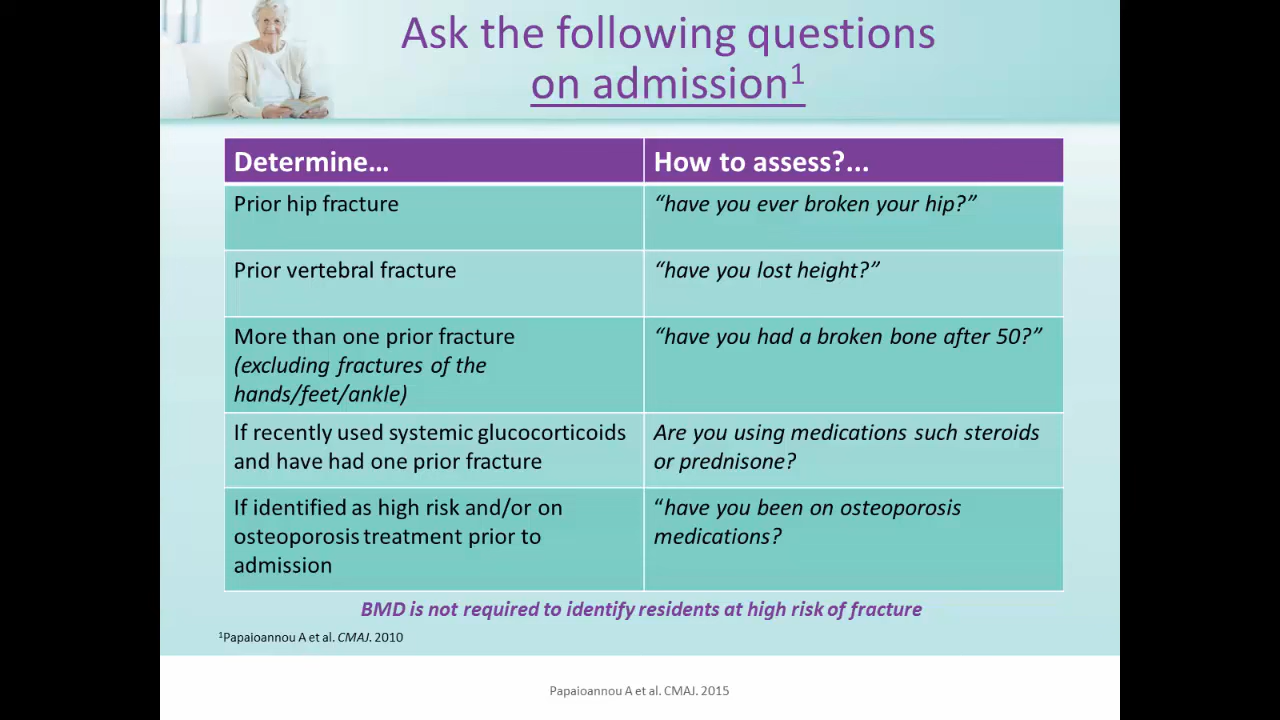 Ask the following questions
on admission1
Determine…
How to assess?...
Prior hip fracture
“have you ever broken your hip?”
Prior vertebral fracture
“have you lost height?”
More than one prior fracture
(excluding fractures of the
hands/feet/ankle)
“have you had a broken bone after 50?”
If recently used systemic glucocorticoids
and have had one prior fracture
Are you using medications such steroids
or prednisone?
If identified as high risk and/or on
osteoporosis treatment prior to
admission
“have you been on osteoporosis
medications?
BMD is not required to identify residents at high risk of fracture
1Papaioannou A et al. CMAJ. 2010
Papaioannou A et al. CMAJ. 2015